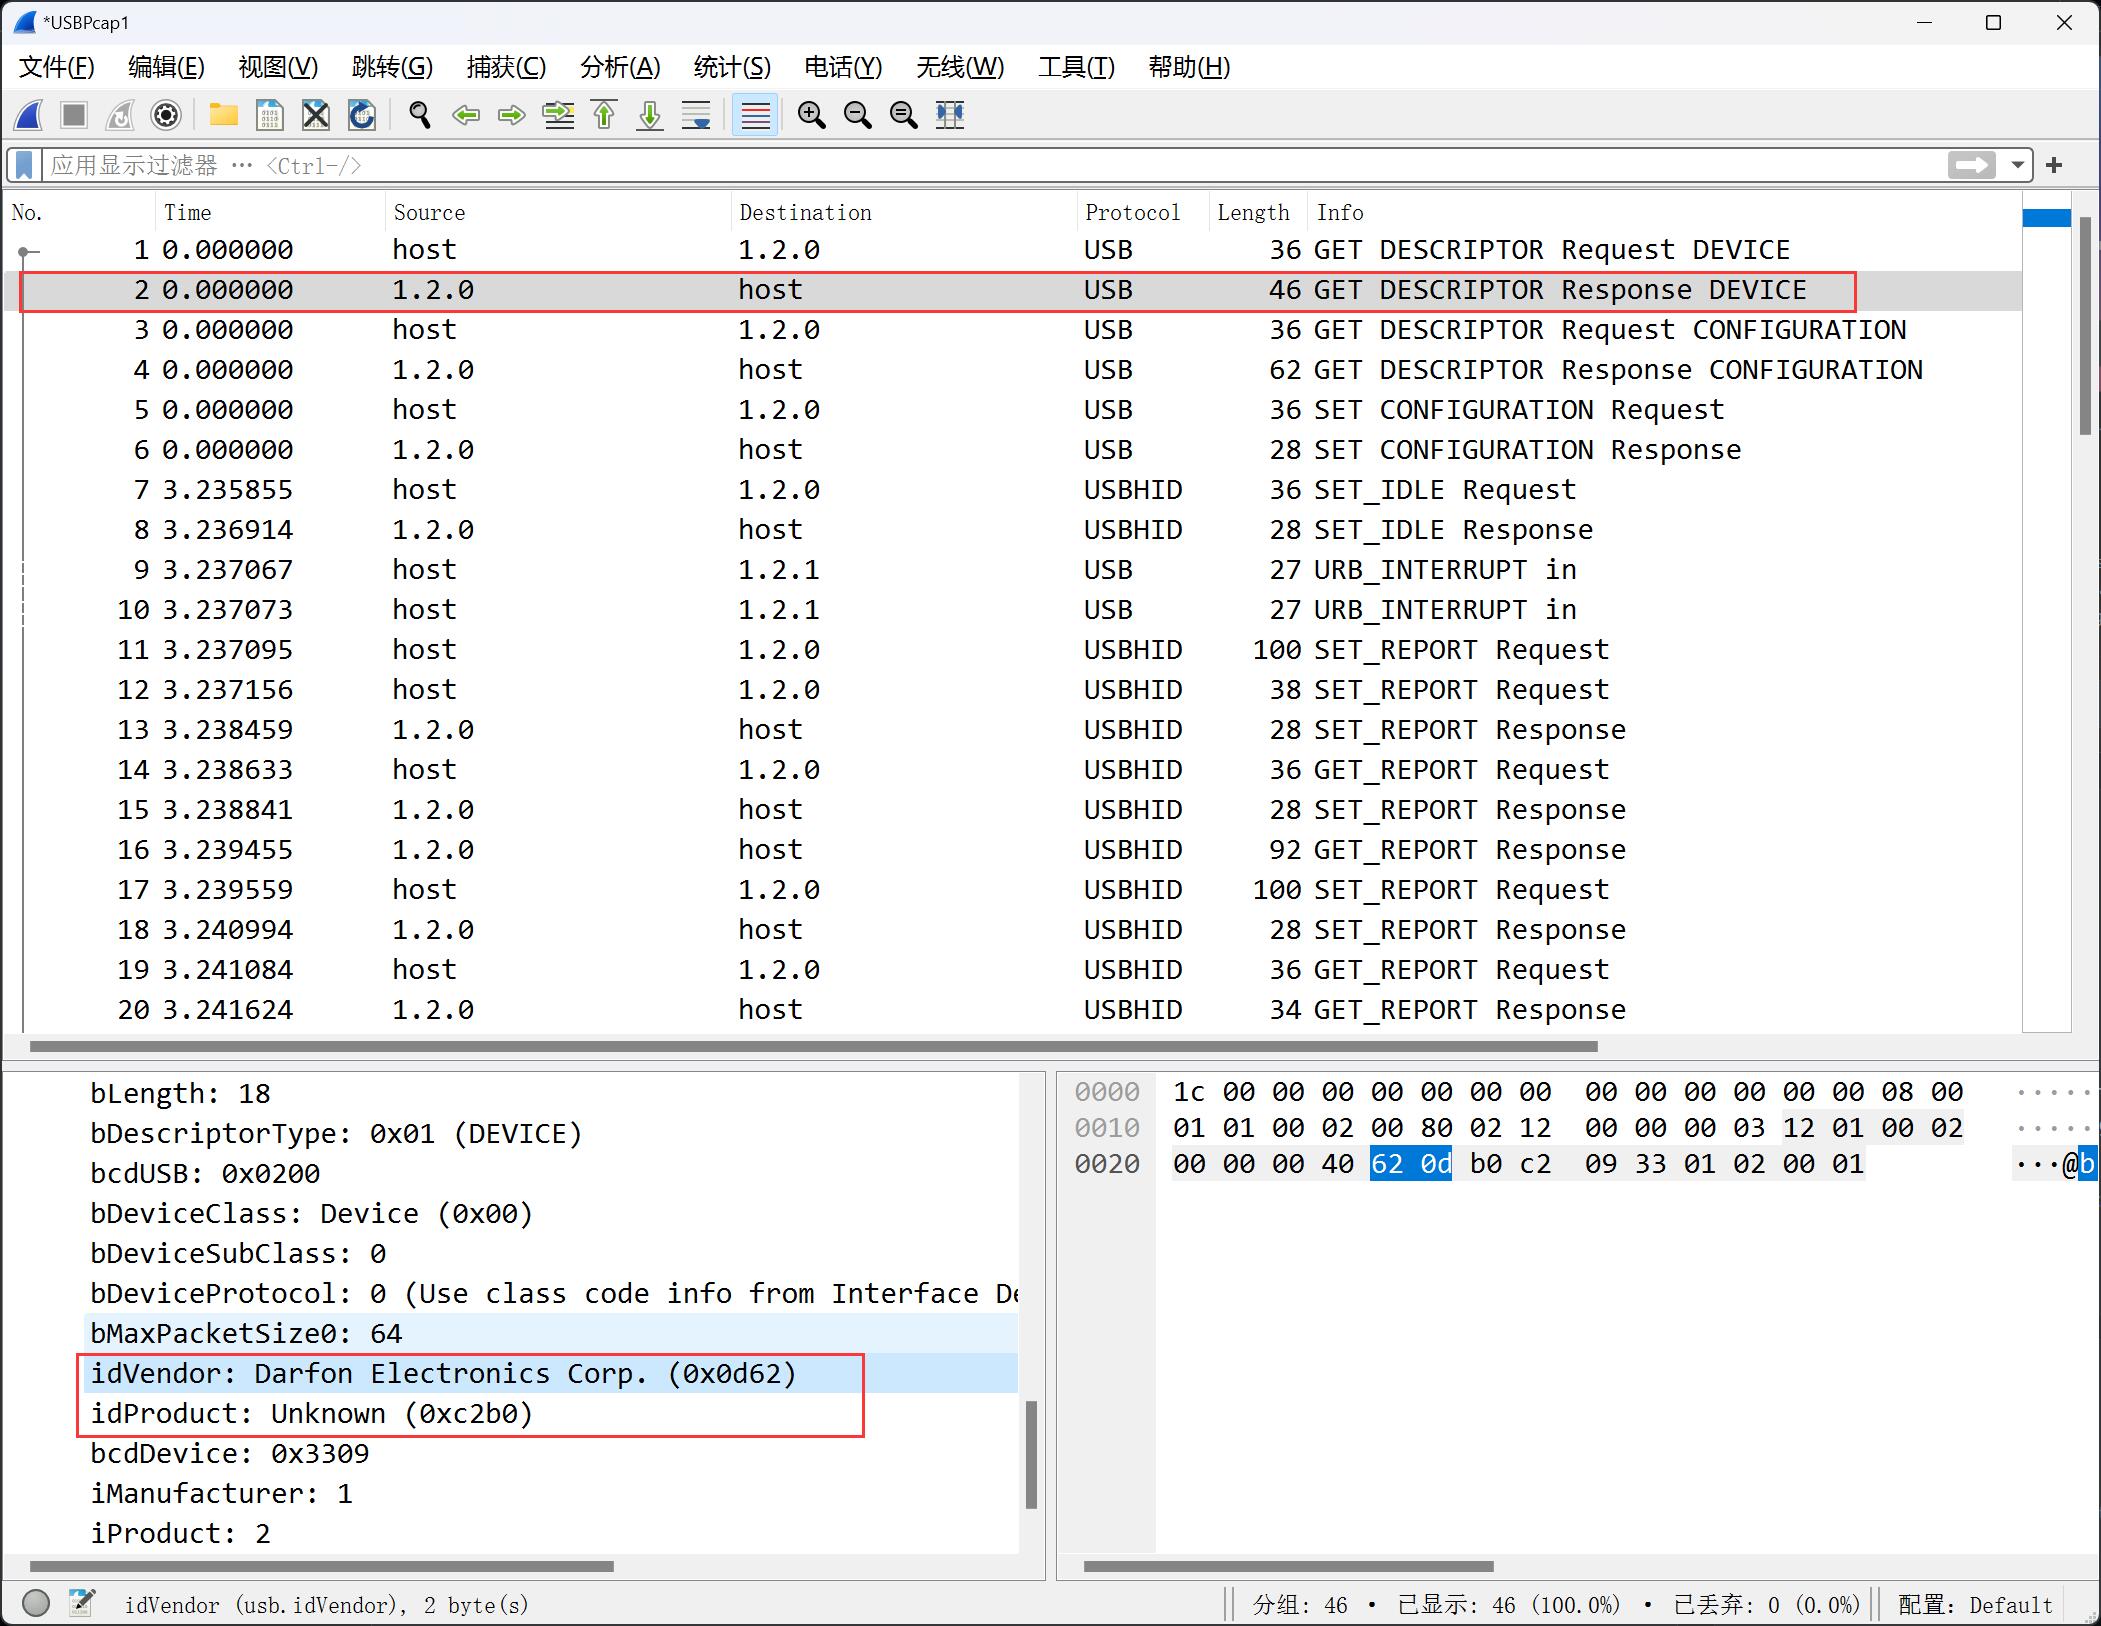 *USBPcap1
文件(F) 编辑(E) 视图(V) 跳转(G) 捕获(C) 分析(A) 统计(S) 电话(Y) 无线(W) 工具(T) 帮助(H)
应用显示过滤器 … <Ctrl-/>
No. Time Source Destination Protocol Length Info
1 0.000000 host 1.2.0 USB 36 GET DESCRIPTOR Request DEVICE
2 0.000000 1.2.0 host USB 46 GET DESCRIPTOR Response DEVICE
3 0.000000 host 1.2.0 USB 36 GET DESCRIPTOR Request CONFIGURATION
4 0.000000 1.2.0 host USB 62 GET DESCRIPTOR Response CONFIGURATION
5 0.000000 host 1.2.0 USB 36 SET CONFIGURATION Request
6 0.000000 1.2.0 host USB 28 SET CONFIGURATION Response
7 3.235855 host 1.2.0 USBHID 36 SET_IDLE Request
8 3.236914 1.2.0 host USBHID 28 SET_IDLE Response
9 3.237067 host 1.2.1 USB 27 URB_INTERRUPT in
10 3.237073 host 1.2.1 USB 27 URB_INTERRUPT in
11 3.237095 host 1.2.0 USBHID 100 SET_REPORT Request
12 3.237156 host 1.2.0 USBHID 38 SET_REPORT Request
13 3.238459 1.2.0 host USBHID 28 SET_REPORT Response
14 3.238633 host 1.2.0 USBHID 36 GET_REPORT Request
15 3.238841 1.2.0 host USBHID 28 SET_REPORT Response
16 3.239455 1.2.0 host USBHID 92 GET_REPORT Response
17 3.239559 host 1.2.0 USBHID 100 SET_REPORT Request
18 3.240994 1.2.0 host USBHID 28 SET_REPORT Response
19 3.241084 host 1.2.0 USBHID 36 GET_REPORT Request
20 3.241624 1.2.0 host USBHID 34 GET_REPORT Response
bLength: 18
bDescriptorType: 0x01 (DEVICE)
bcdUSB: 0x0200
bDeviceClass: Device (0x00)
bDeviceSubClass: 0
bDeviceProtocol: 0 (Use class code info from Interface De
bMaxPacketSize0: 64
idVendor: Darfon Electronics Corp. (0x0d62)
idProduct: Unknown (0xc2b0)
bcdDevice: 0x3309
iManufacturer: 1
iProduct: 2
0000 1c 00 00 00 00 00 00 00 00 00 00 00 00 00 08 00 ·····
0010 01 01 00 02 00 80 02 12 00 00 00 03 12 01 00 02 ·····
0020 00 00 00 40 62 0d b0 c2 09 33 01 02 00 01 ···@b
idVendor (usb.idVendor), 2 byte(s)
分组: 46 · 已显示: 46 (100.0%) · 已丢弃: 0 (0.0%)
配置: Default